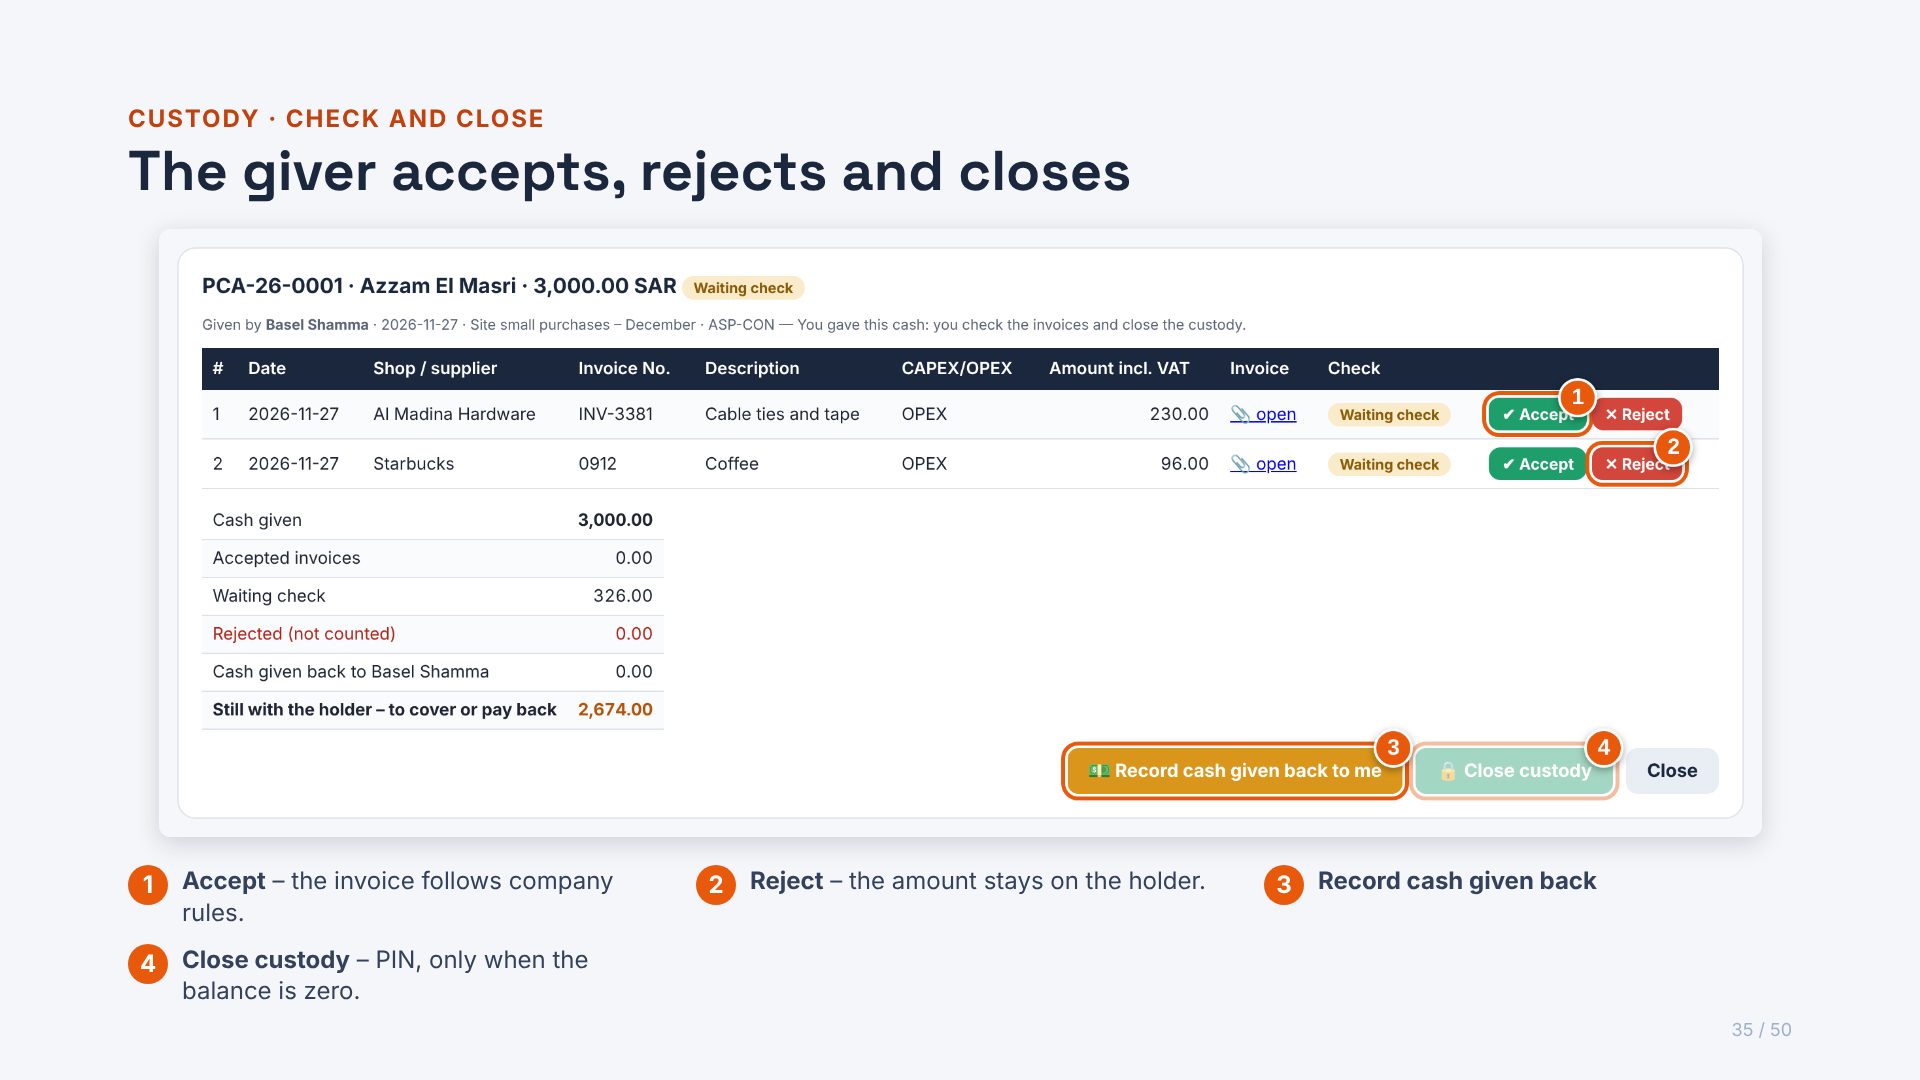 CUSTODY · CHECK AND CLOSE
The giver accepts, rejects and closes
PCA-26-0001 · Azzam El Masri · 3,000.00 SAR Waiting check
Given by Basel Shamma · 2026-11-27 · Site small purchases – December · ASP-CON — You gave this cash: you check the invoices and close the custody.
# Date Shop / supplier Invoice No. Description CAPEX/OPEX Amount incl. VAT Invoice Check
1 2026-11-27 Al Madina Hardware INV-3381 Cable ties and tape OPEX 230.00 📎 open Waiting check ✔ Accept 1 ✕ Reject
2 2026-11-27 Starbucks 0912 Coffee OPEX 96.00 📎 open Waiting check ✔ Accept ✕ Reject 2
Cash given 3,000.00
Accepted invoices 0.00
Waiting check 326.00
Rejected (not counted) 0.00
Cash given back to Basel Shamma 0.00
Still with the holder – to cover or pay back 2,674.00
💵 Record cash given back to me 3 🔒 Close custody 4 Close
1 Accept – the invoice follows company
rules.
2 Reject – the amount stays on the holder.
3 Record cash given back
4 Close custody – PIN, only when the
balance is zero.
35 / 50